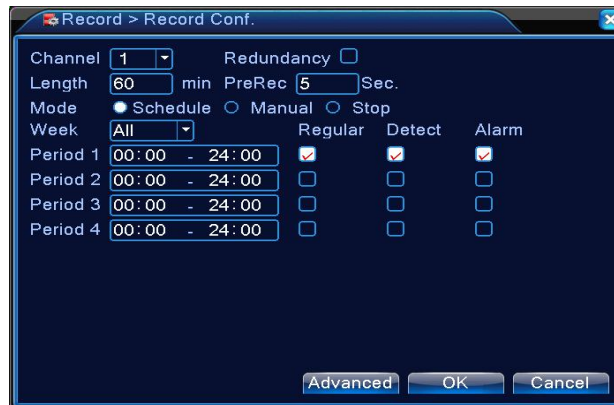 Record > Record Conf.
Channel 1 Redundancy
Length 60 min PreRec 5 Sec.
Mode Schedule Manual Stop
Week All Regular Detect Alarm
Period 1 00:00 - 24:00
Period 2 00:00 - 24:00
Period 3 00:00 - 24:00
Period 4 00:00 - 24:00
Advanced OK Cancel